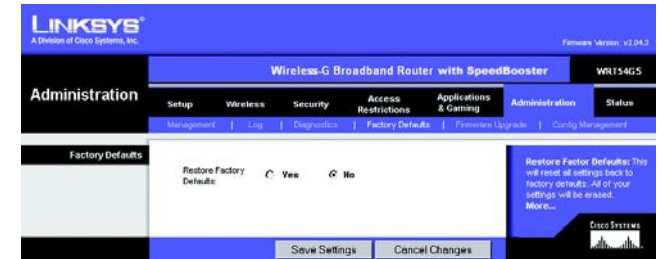 LINKSYS®
A Division of Cisco Systems, Inc.
Firmware Version: v2.04.3
Wireless-G Broadband Router with SpeedBooster
WRT54GS
Administration
Setup
Wireless
Security
Access Restrictions
Applications & Gaming
Administration
Status
Management | Log | Diagnostics | Factory Defaults | Firmware Upgrade | Config Management
Factory Defaults
Restore Factory
Defaults:
Yes
No
Restore Factor Defaults: This
will reset all settings back to
factory defaults. All of your
settings will be
erased.
More...
CISCO SYSTEMS
Save Settings
Cancel Changes